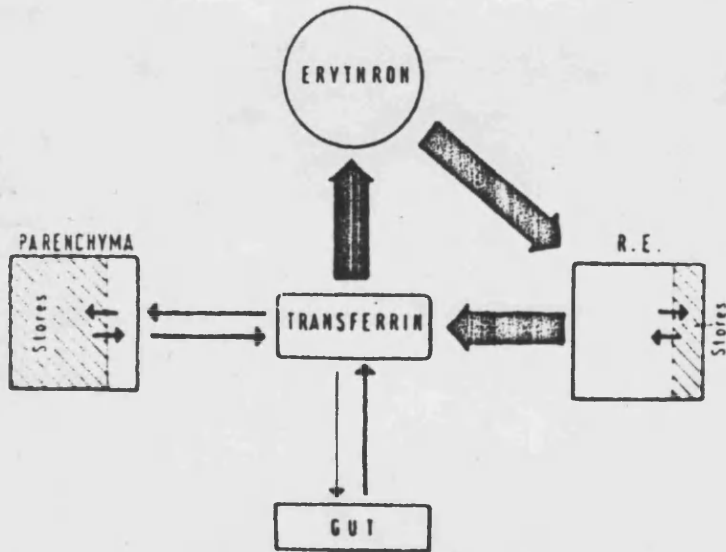 ERYTHRON
PARENCHYMA
R.E.
Stores
TRANSFERRIN
Stores
GUT